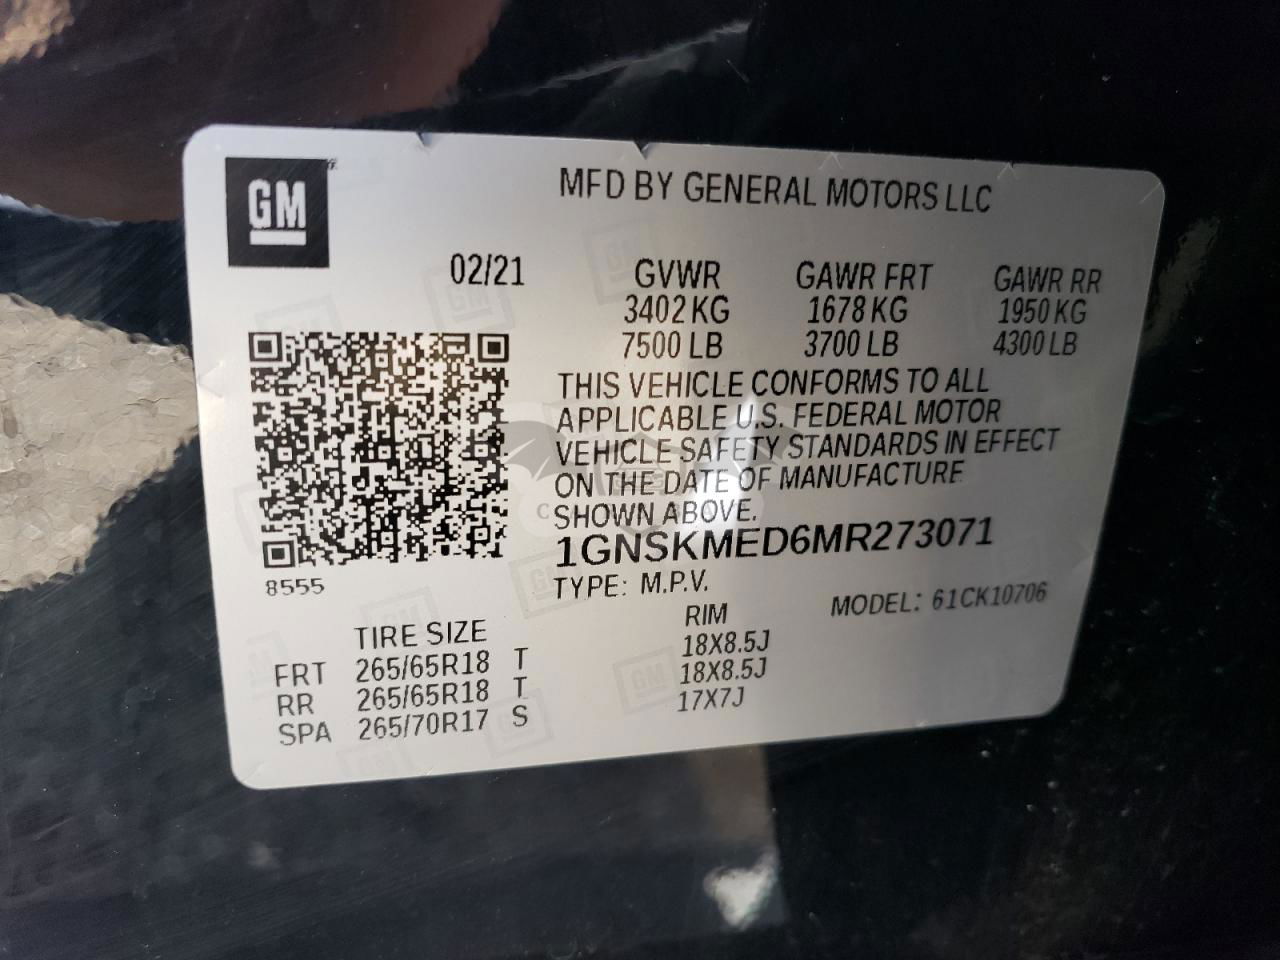 GM
MFD BY GENERAL MOTORS LLC
02/21 GVWR GAWR FRT GAWR RR
3402 KG 1678 KG 1950 KG
7500 LB 3700 LB 4300 LB
THIS VEHICLE CONFORMS TO ALL
APPLICABLE U.S. FEDERAL MOTOR
VEHICLE SAFETY STANDARDS IN EFFECT
ON THE DATE OF MANUFACTURE
SHOWN ABOVE.
1GNSKMED6MR273071
8555
TYPE: M.P.V.
MODEL: 61CK10706
TIRE SIZE RIM
FRT 265/65R18 T 18X8.5J
RR 265/65R18 T 18X8.5J
SPA 265/70R17 S 17X7J